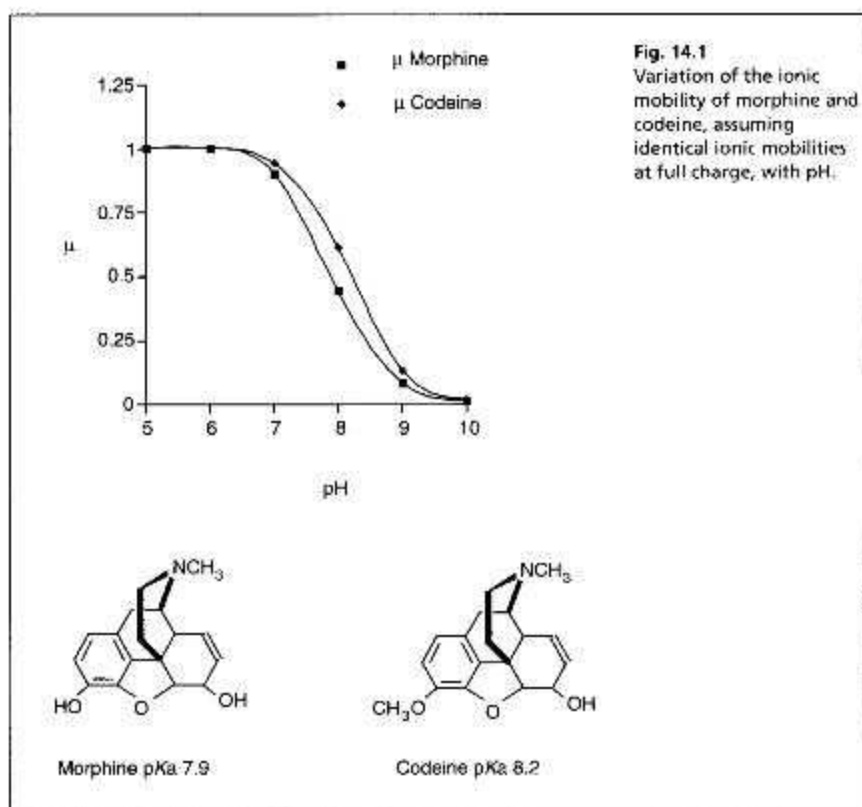 μ Morphine
μ Codeine
1.25
1
0.75
0.5
0.25
0
μ
5 6 7 8 9 10
pH
Fig. 14.1
Variation of the ionic
mobility of morphine and
codeine, assuming
identical ionic mobilities
at full charge, with pH.
NCH3
HO
O
OH
Morphine pKa 7.9
NCH3
CH3O
O
OH
Codeine pKa 8.2